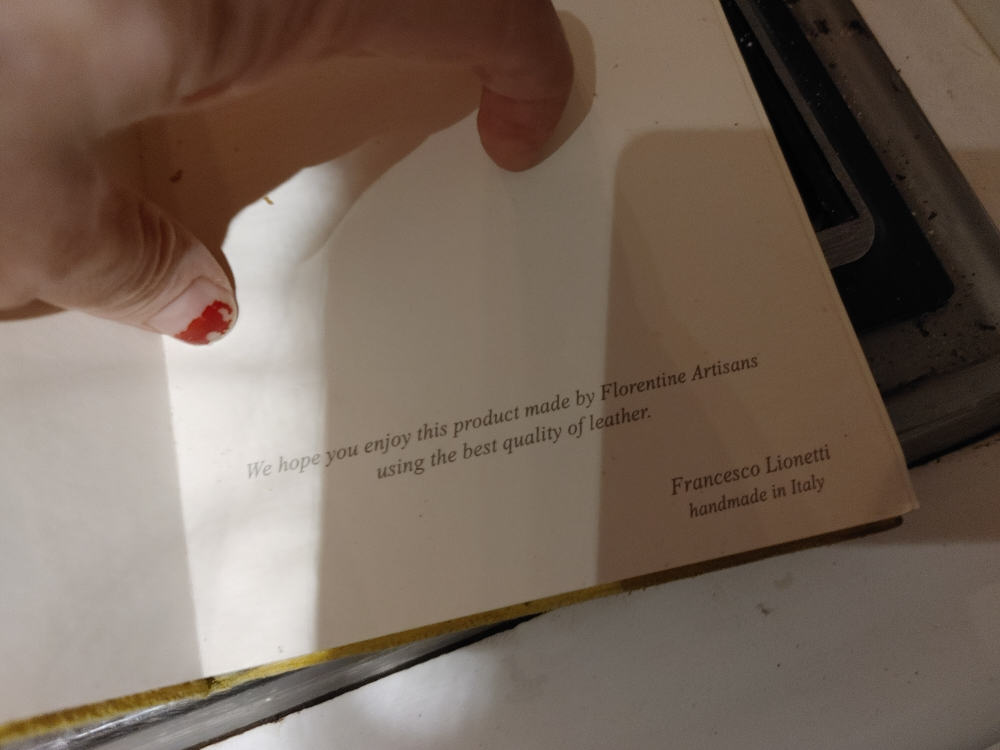 We hope you enjoy this product made by Florentine Artisans
using the best quality of leather.
Francesco Lionetti
handmade in Italy